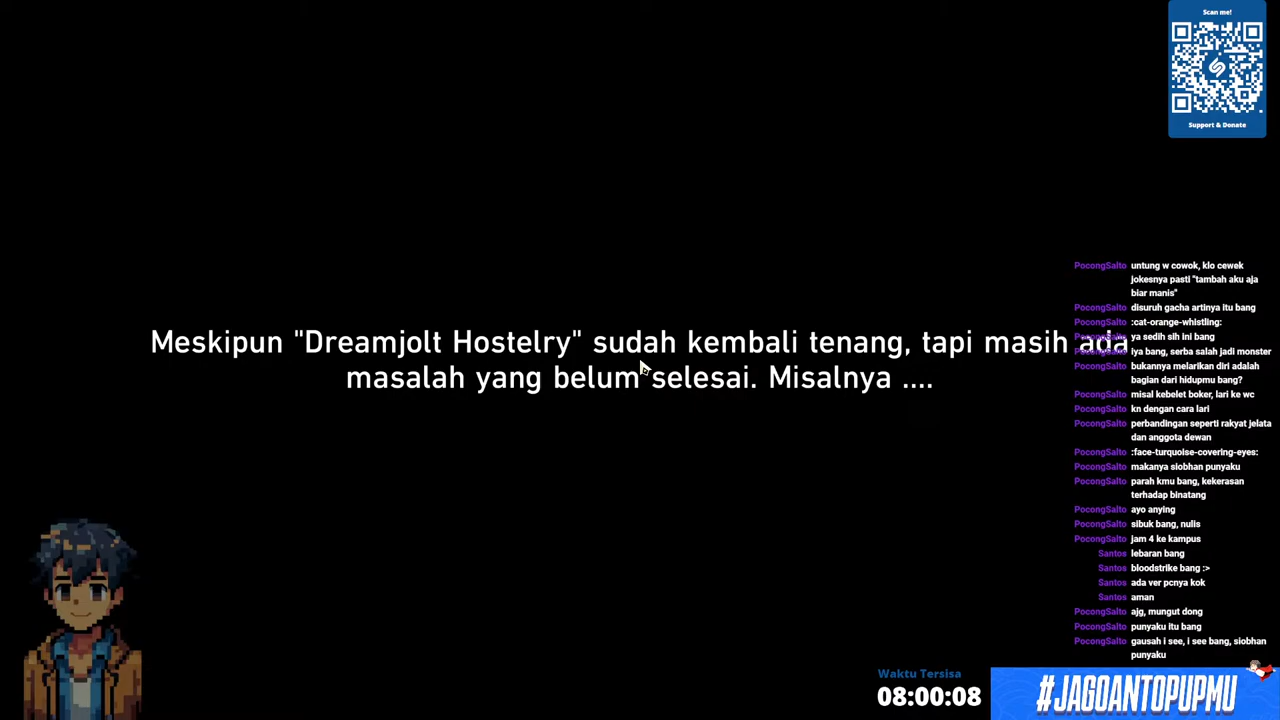 Scan me!
Support & Donate
Meskipun "Dreamjolt Hostelry" sudah kembali tenang, tapi masih ada
masalah yang belum selesai. Misalnya ....
PocongSalto untung w cowok, klo cewek
jokesnya pasti "tambah aku aja
biar manis"
PocongSalto disuruh gacha artinya itu bang
PocongSalto :cat-orange-whistling:
PocongSalto ya sedih sih ini bang
PocongSalto iya bang, serba salah jadi monster
PocongSalto bukannya melarikan diri adalah
bagian dari hidupmu bang?
PocongSalto misal kebelet boker, lari ke wc
PocongSalto kn dengan cara lari
PocongSalto perbandingan seperti rakyat jelata
dan anggota dewan
PocongSalto :face-turquoise-covering-eyes:
PocongSalto makanya siobhan punyaku
PocongSalto parah kmu bang, kekerasan
terhadap binatang
PocongSalto ayo anying
PocongSalto sibuk bang, nulis
PocongSalto jam 4 ke kampus
Santos lebaran bang
Santos bloodstrike bang :>
Santos ada ver pcnya kok
Santos aman
PocongSalto ajg, mungut dong
PocongSalto punyaku itu bang
PocongSalto gausah i see, i see bang, siobhan
punyaku
Waktu Tersisa
08:00:08
#JAGOANTOPUPMU